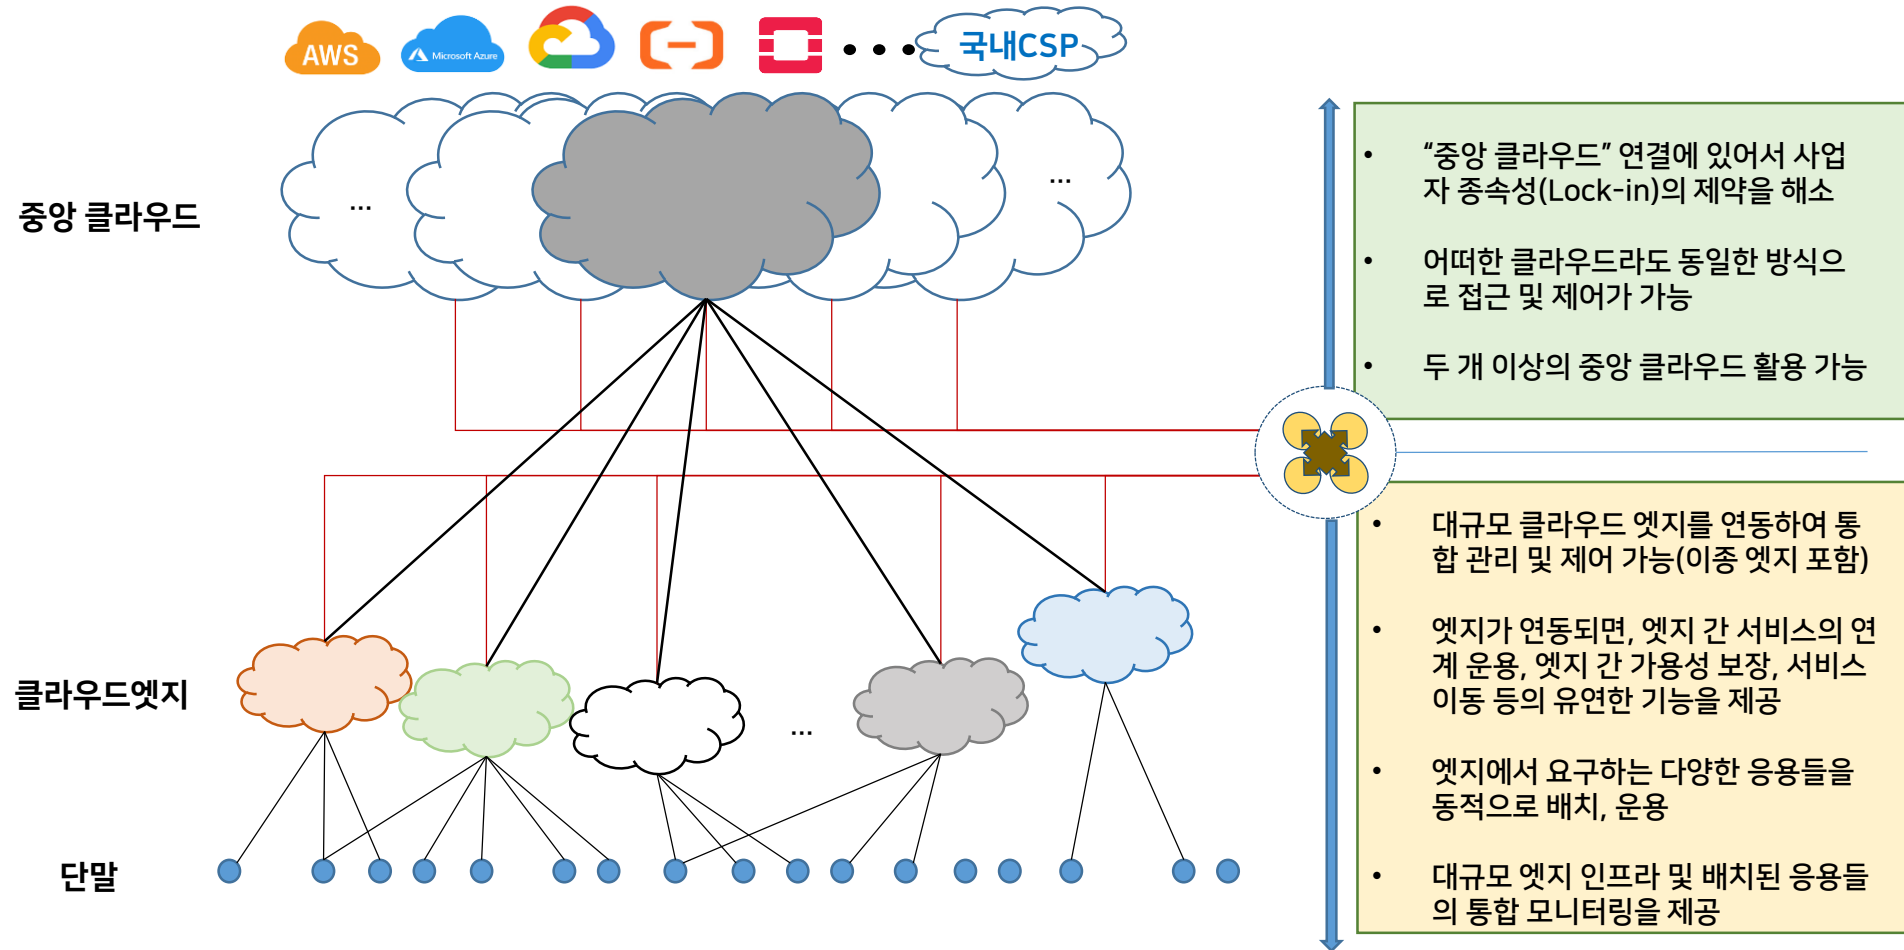 AWS
Microsoft Azure
국내CSP
중앙 클라우드
...
...
클라우드엣지
...
단말
• “중앙 클라우드” 연결에 있어서 사업
자 종속성(Lock-in)의 제약을 해소
• 어떠한 클라우드라도 동일한 방식으
로 접근 및 제어가 가능
• 두 개 이상의 중앙 클라우드 활용 가능
• 대규모 클라우드 엣지를 연동하여 통
합 관리 및 제어 가능(이종 엣지 포함)
• 엣지가 연동되면, 엣지 간 서비스의 연
계 운용, 엣지 간 가용성 보장, 서비스
이동 등의 유연한 기능을 제공
• 엣지에서 요구하는 다양한 응용들을
동적으로 배치, 운용
• 대규모 엣지 인프라 및 배치된 응용들
의 통합 모니터링을 제공